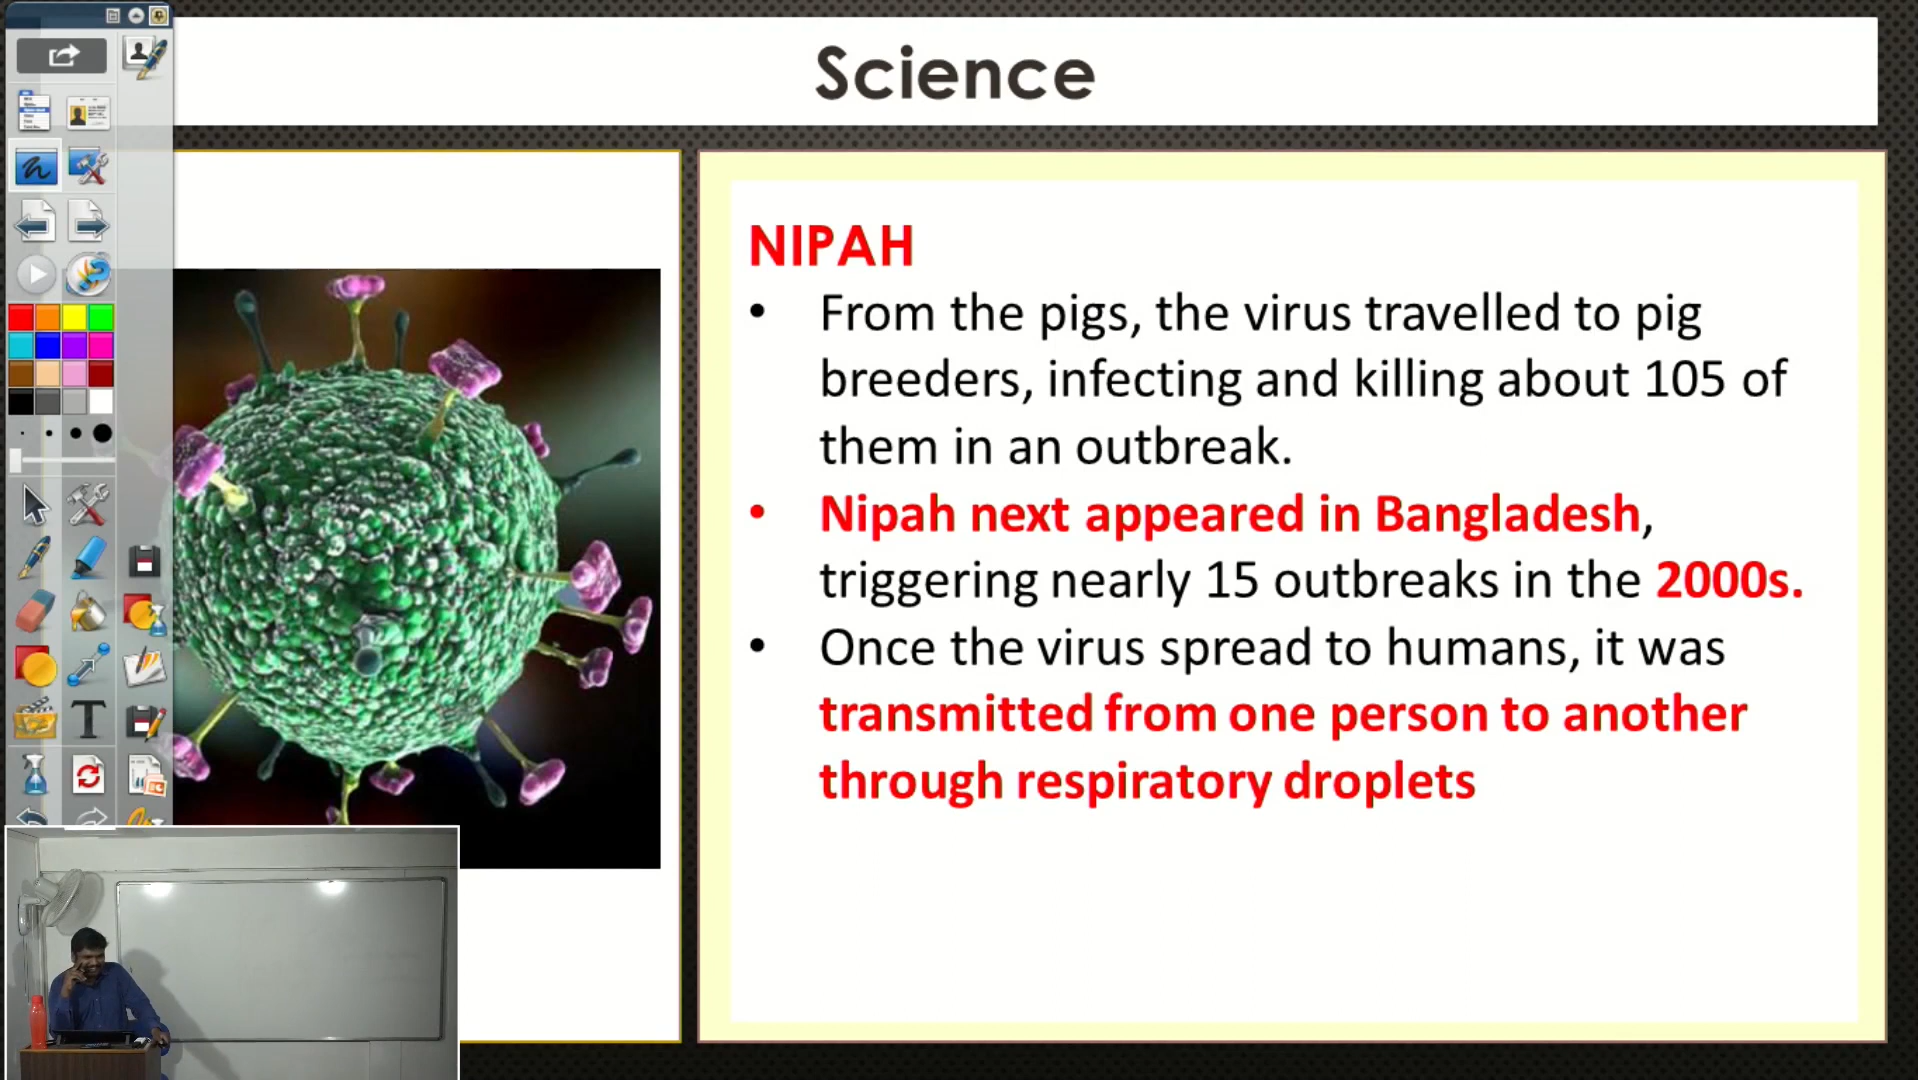 Science
NIPAH
• From the pigs, the virus travelled to pig
breeders, infecting and killing about 105 of
them in an outbreak.
• Nipah next appeared in Bangladesh,
triggering nearly 15 outbreaks in the 2000s.
• Once the virus spread to humans, it was
transmitted from one person to another
through respiratory droplets
T